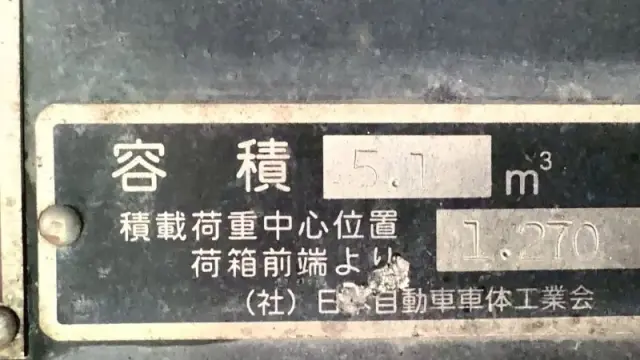 容積 5.1 m³
積載荷重中心位置 1.270
荷箱前端より
(社)日 自動車車体工業会